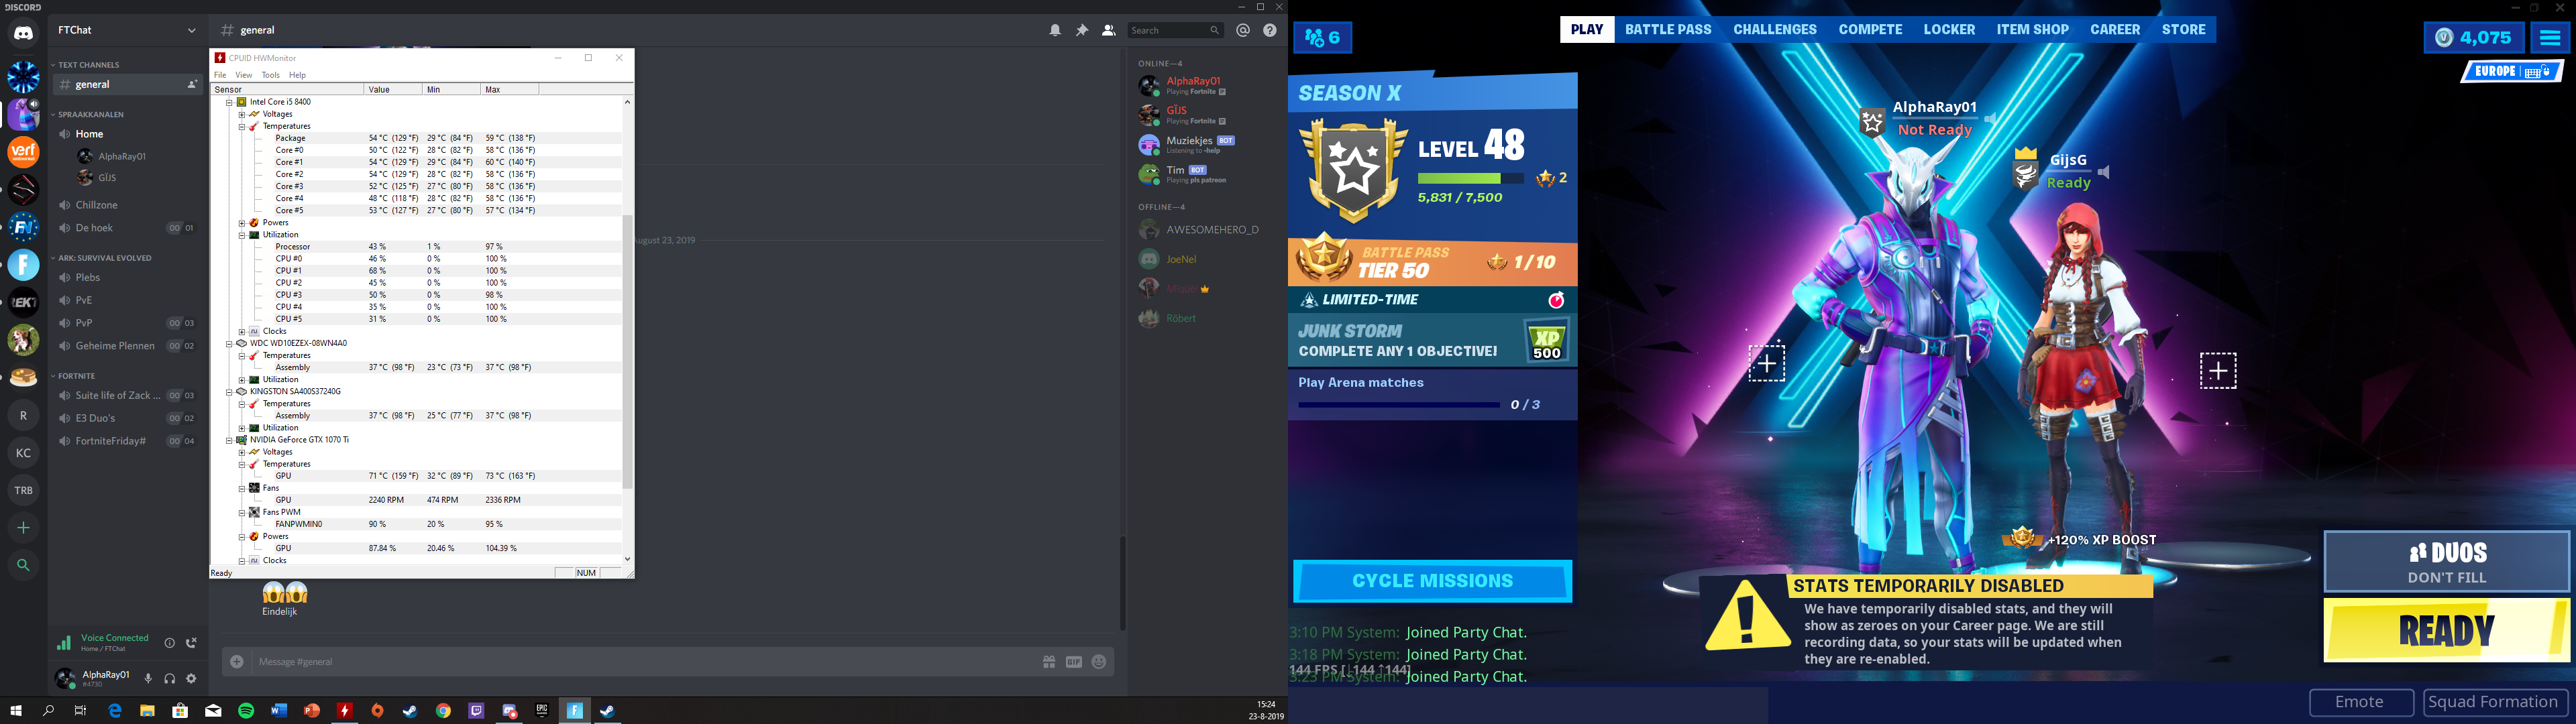 DISCORD
FTChat
# general
Search
TEXT CHANNELS
# general
SPRAAKKANALEN
Home
AlphaRay01
GÏJS
Chillzone
De hoek 00 01
ARK: SURVIVAL EVOLVED
Plebs
PvE
PvP 00 03
Geheime Plennen 00 02
FORTNITE
Suite life of Zack ... 00 03
E3 Duo's 00 02
FortniteFriday# 00 04
verf
FN
REKT
R
KC
TRB
Voice Connected
Home / FTChat
AlphaRay01
#4730
CPUID HWMonitor
File View Tools Help
Sensor Value Min Max
Intel Core i5 8400
Voltages
Temperatures
Package 54 °C (129 °F) 29 °C (84 °F) 59 °C (138 °F)
Core #0 50 °C (122 °F) 28 °C (82 °F) 58 °C (136 °F)
Core #1 54 °C (129 °F) 29 °C (84 °F) 60 °C (140 °F)
Core #2 54 °C (129 °F) 28 °C (82 °F) 58 °C (136 °F)
Core #3 52 °C (125 °F) 27 °C (80 °F) 58 °C (136 °F)
Core #4 48 °C (118 °F) 28 °C (82 °F) 58 °C (136 °F)
Core #5 53 °C (127 °F) 27 °C (80 °F) 57 °C (134 °F)
Powers
Utilization
Processor 43 % 1 % 97 %
CPU #0 46 % 0 % 100 %
CPU #1 68 % 0 % 100 %
CPU #2 45 % 0 % 100 %
CPU #3 50 % 0 % 98 %
CPU #4 35 % 0 % 100 %
CPU #5 31 % 0 % 100 %
Clocks
WDC WD10EZEX-08WN4A0
Temperatures
Assembly 37 °C (98 °F) 23 °C (73 °F) 37 °C (98 °F)
Utilization
KINGSTON SA400S37240G
Temperatures
Assembly 37 °C (98 °F) 25 °C (77 °F) 37 °C (98 °F)
Utilization
NVIDIA GeForce GTX 1070 Ti
Voltages
Temperatures
GPU 71 °C (159 °F) 32 °C (89 °F) 73 °C (163 °F)
Fans
GPU 2240 RPM 474 RPM 2336 RPM
Fans PWM
FANPWMIN0 90 % 20 % 95 %
Powers
GPU 87.84 % 20.46 % 104.39 %
Clocks
Ready NUM
August 23, 2019
Eindelijk
Message #general
GIF
ONLINE—4
AlphaRay01
Playing Fortnite
GÏJS
Playing Fortnite
Muziekjes BOT
Listening to -help
Tim BOT
Playing pls patreon
OFFLINE—4
AWESOMEHERO_D
JoeNel
Miquel
Röbert
15:24
23-8-2019
6
PLAY BATTLE PASS CHALLENGES COMPETE LOCKER ITEM SHOP CAREER STORE
V 4,075
EUROPE
SEASON X
LEVEL 48
2
5,831 / 7,500
BATTLE PASS
TIER 50
1/10
LIMITED-TIME
JUNK STORM
COMPLETE ANY 1 OBJECTIVE!
XP
500
Play Arena matches
0 / 3
CYCLE MISSIONS
3:10 PM System: Joined Party Chat.
3:18 PM System: Joined Party Chat.
144 FPS [↓144 ↑144]
3:23 PM System: Joined Party Chat.
AlphaRay01
Not Ready
GijsG
Ready
+120% XP BOOST
STATS TEMPORARILY DISABLED
We have temporarily disabled stats, and they will
show as zeroes on your Career page. We are still
recording data, so your stats will be updated when
they are re-enabled.
DUOS
DON'T FILL
READY
Emote
Squad Formation